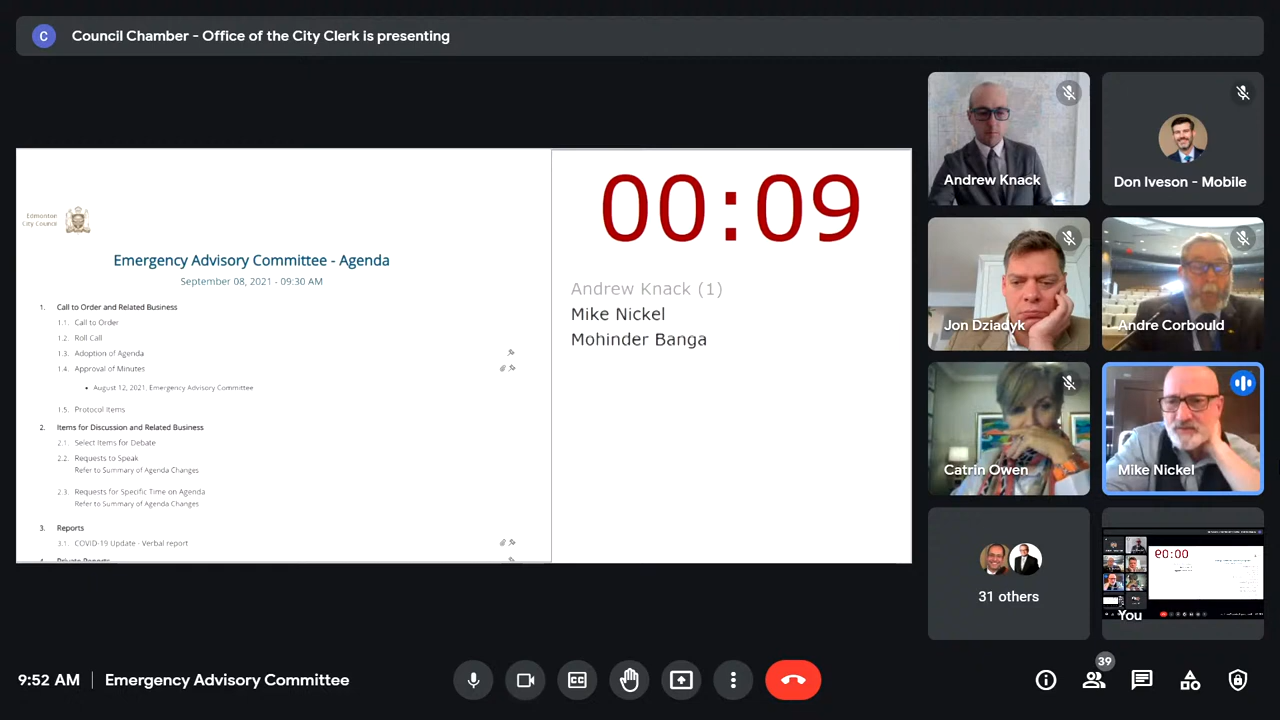 C
Council Chamber - Office of the City Clerk is presenting
Edmonton
City Council
Emergency Advisory Committee - Agenda
September 08, 2021 - 09:30 AM
1. Call to Order and Related Business
1.1. Call to Order
1.2. Roll Call
1.3. Adoption of Agenda
1.4. Approval of Minutes
• August 12, 2021, Emergency Advisory Committee
1.5. Protocol Items
2. Items for Discussion and Related Business
2.1. Select Items for Debate
2.2. Requests to Speak
Refer to Summary of Agenda Changes
2.3. Requests for Specific Time on Agenda
Refer to Summary of Agenda Changes
3. Reports
3.1. COVID-19 Update - Verbal report
4. Private Reports
00:09
Andrew Knack (1)
Mike Nickel
Mohinder Banga
Andrew Knack
Don Iveson - Mobile
Jon Dziadyk
Andre Corbould
Catrin Owen
Mike Nickel
31 others
You
9:52 AM
Emergency Advisory Committee
CC
39